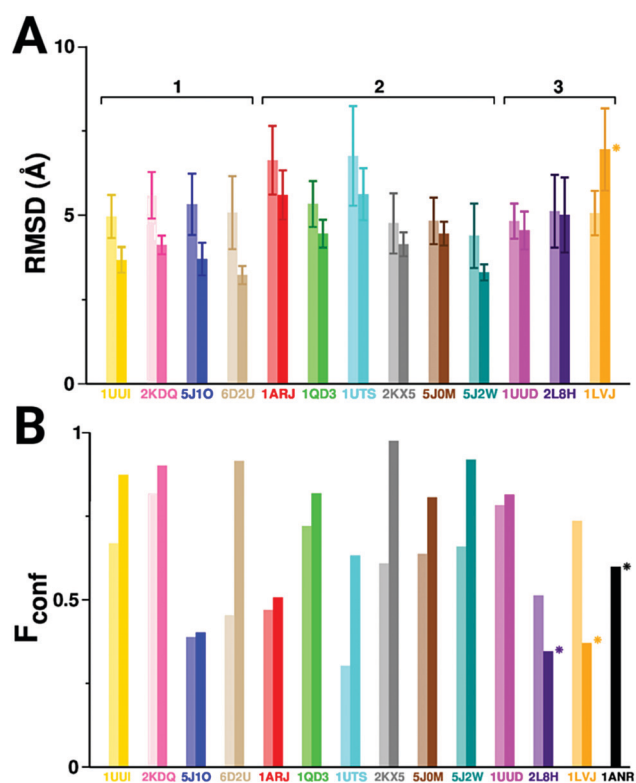 A
10
1
2
3
RMSD (Å)
5
*
0
1UUI 2KDQ 5J1O 6D2U 1ARJ 1QD3 1UTS 2KX5 5J0M 5J2W 1UUD 2L8H 1LVJ
B
1
Fconf
0.5
* * *
0
1UUI 2KDQ 5J1O 6D2U 1ARJ 1QD3 1UTS 2KX5 5J0M 5J2W 1UUD 2L8H 1LVJ 1ANR